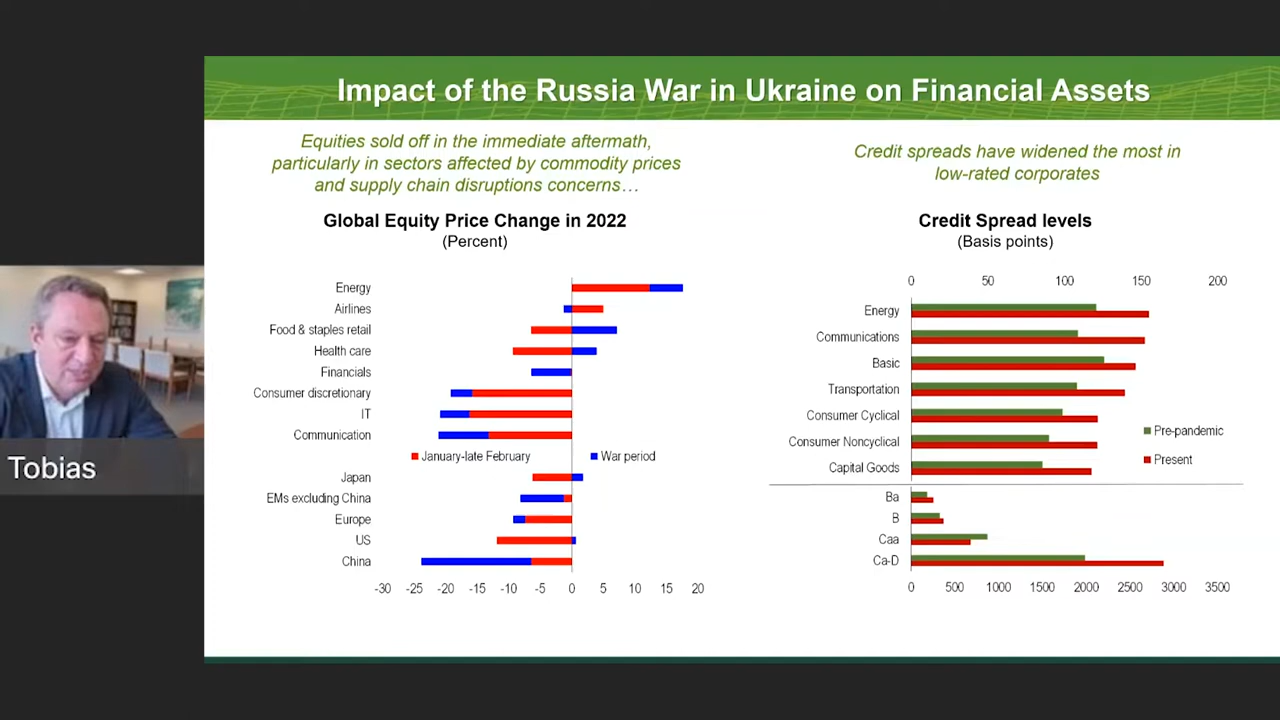 Impact of the Russia War in Ukraine on Financial Assets
Equities sold off in the immediate aftermath,
particularly in sectors affected by commodity prices
and supply chain disruptions concerns…
Global Equity Price Change in 2022
(Percent)
Energy
Airlines
Food & staples retail
Health care
Financials
Consumer discretionary
IT
Communication
January-late February
War period
Japan
EMs excluding China
Europe
US
China
-30 -25 -20 -15 -10 -5 0 5 10 15 20
Credit spreads have widened the most in
low-rated corporates
Credit Spread levels
(Basis points)
0 50 100 150 200
Energy
Communications
Basic
Transportation
Consumer Cyclical
Consumer Noncyclical
Capital Goods
Pre-pandemic
Present
Ba
B
Caa
Ca-D
0 500 1000 1500 2000 2500 3000 3500
Tobias